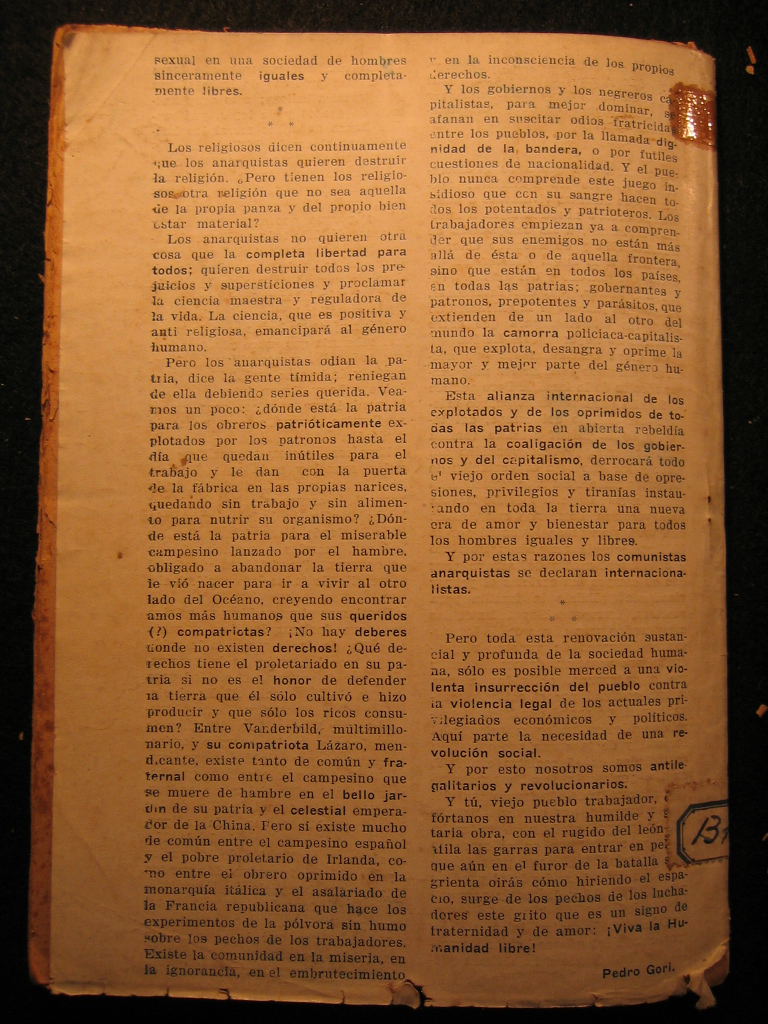 sexual en una sociedad de hombres
sinceramente iguales y completa-
mente libres.
*
* *
Los religiosos dicen continuamente
que los anarquistas quieren destruir
la religión. ¿Pero tienen los religio-
sos otra religión que no sea aquella
de la propia panza y del propio bien
estar material?
Los anarquistas no quieren otra
cosa que la completa libertad para
todos; quieren destruir todos los pre
juicios y supersticiones y proclamar
la ciencia maestra y reguladora de
la vida. La ciencia, que es positiva y
anti religiosa, emancipará al género
humano.
Pero los anarquistas odian la pa-
tria, dice la gente tímida; reniegan
de ella debiendo series querida. Vea-
mos un poco: ¿dónde está la patria
para los obreros patrióticamente ex-
plotados por los patronos hasta el
día que quedan inútiles para el
trabajo y le dan con la puerta
de la fábrica en las propias narices,
quedando sin trabajo y sin alimen-
to para nutrir su organismo? ¿Dón-
de está la patria para el miserable
campesino lanzado por el hambre.
obligado a abandonar la tierra que
le vió nacer para ir a vivir al otro
lado del Océano, creyendo encontrar
amos más humanos que sus queridos
(?) compatriotas? ¡No hay deberes
donde no existen derechos! ¿Qué de-
rechos tiene el proletariado en su pa-
tria si no es el honor de defender
la tierra que él sólo cultivó e hizo
producir y que sólo los ricos consu-
men? Entre Vanderbild, multimillo-
nario, y su compatriota Lázaro, men-
dicante, existe tanto de común y fra-
ternal como entre el campesino que
se muere de hambre en el bello jar-
din de su patria y el celestial empera-
dor de la China. Pero sí existe mucho
de común entre el campesino español
y el pobre proletario de Irlanda, co-
mo entre el obrero oprimido en la
monarquía itálica y el asalariado de
la Francia republicana que hace los
experimentos de la pólvora sin humo
sobre los pechos de los trabajadores.
Existe la comunidad en la miseria, en
la ignorancia, en el embrutecimiento
y en la inconsciencia de los propios
derechos.
Y los gobiernos y los negreros ca-
pitalistas, para mejor dominar, se
afanan en suscitar odios fratricidas
entre los pueblos, por la llamada dig-
nidad de la bandera, o por futiles
cuestiones de nacionalidad. Y el pue-
blo nunca comprende este juego in-
sidioso que con su sangre hacen to-
dos los potentados y patrioteros. Los
trabajadores empiezan ya a compren-
der que sus enemigos no están más
allá de ésta o de aquella frontera,
sino que están en todos los países,
en todas las patrias; gobernantes y
patronos, prepotentes y parásitos, que
extienden de un lado al otro del
mundo la camorra policiaca-capitalis-
ta, que explota, desangra y oprime la
mayor y mejor parte del género hu-
mano.
Esta alianza internacional de los
explotados y de los oprimidos de to-
das las patrias en abierta rebeldía
contra la coaligación de los gobier-
nos y del capitalismo, derrocará todo
el viejo orden social a base de opre-
siones, privilegios y tiranías instau-
rando en toda la tierra una nueva
era de amor y bienestar para todos
los hombres iguales y libres.
Y por estas razones los comunistas
anarquistas se declaran internaciona-
listas.
*
* *
Pero toda esta renovación sustan-
cial y profunda de la sociedad huma-
na, sólo es posible merced a una vio-
lenta insurrección del pueblo contra
la violencia legal de los actuales pri-
vilegiados económicos y políticos.
Aquí parte la necesidad de una re-
volución social.
Y por esto nosotros somos antile-
galitarios y revolucionarios.
Y tú, viejo pueblo trabajador,
fórtanos en nuestra humilde y
taria obra, con el rugido del león
afila las garras para entrar en pe
que aún en el furor de la batalla
grienta oirás cómo hiriendo el espa-
cio, surge de los pechos de los lucha-
dores este grito que es un signo de
fraternidad y de amor: ¡Viva la Hu-
manidad libre!
Pedro Gori.